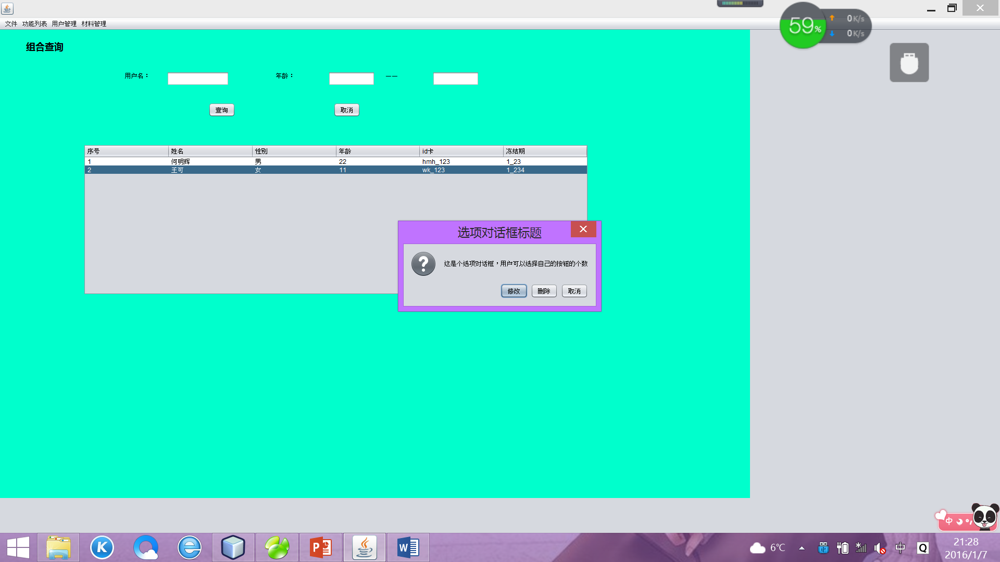 文件 功能列表 用户管理 材料管理
59%
0K/s
0K/s
组合查询
用户名： 年龄： ——
查询 取消
序号 姓名 性别 年龄 id卡 冻结期
1 何明辉 男 22 hmh_123 1_23
2 王可 女 11 wk_123 1_234
选项对话框标题
这是个选项对话框，用户可以选择自己的按钮的个数
修改 删除 取消
中
6°C 中 Q
21:28
2016/1/7